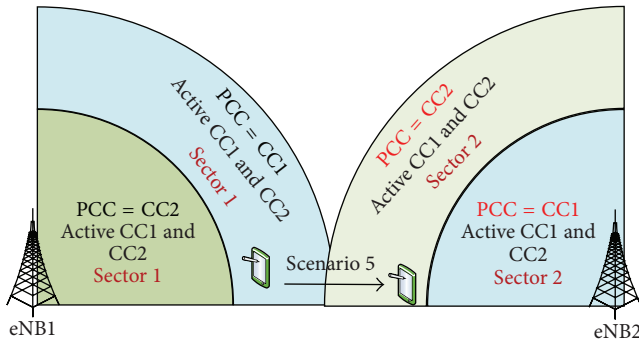 PCC = CC1
Active CC1 and CC2
Sector 1
PCC = CC2
Active CC1 and CC2
Sector 2
PCC = CC2
Active CC1 and
CC2
Sector 1
PCC = CC1
Active CC1 and
CC2
Sector 2
Scenario 5
eNB1
eNB2